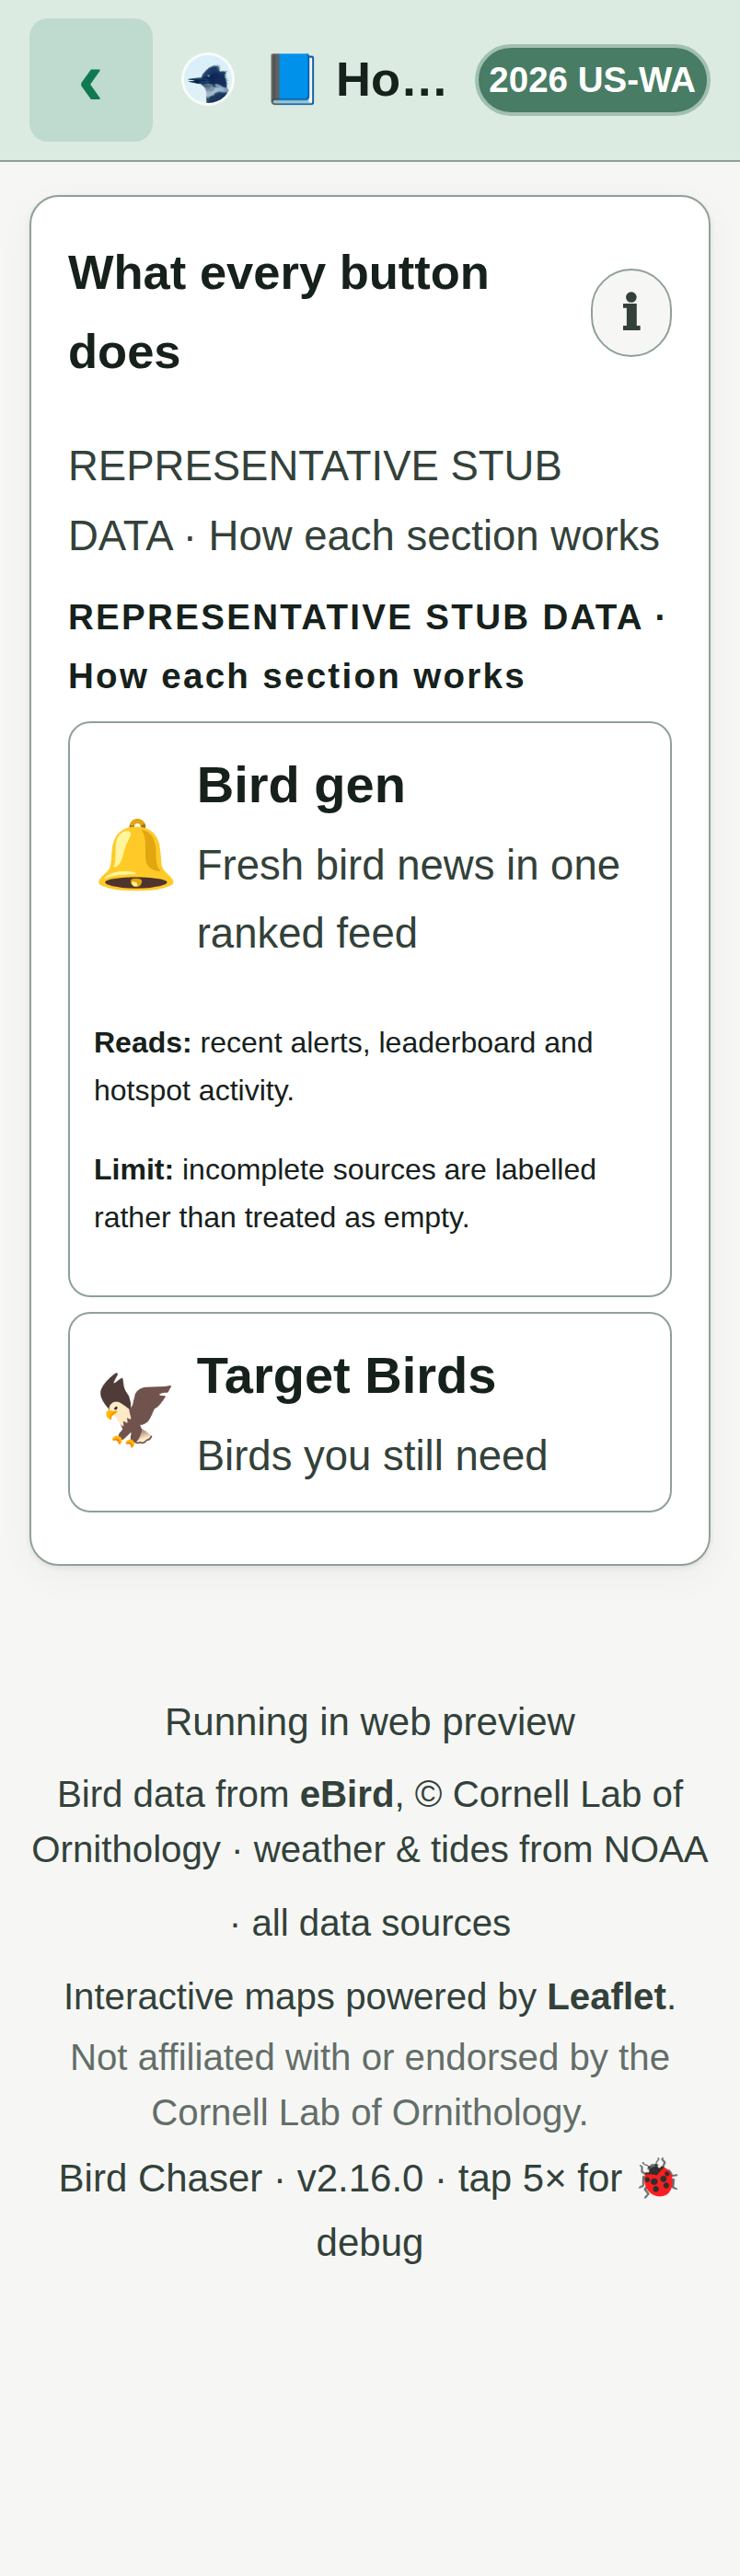 ‹ 📘 Ho... 2026 US-WA
What every button
does
ℹ
REPRESENTATIVE STUB
DATA · How each section works
REPRESENTATIVE STUB DATA ·
How each section works
🔔 Bird gen
Fresh bird news in one
ranked feed
Reads: recent alerts, leaderboard and
hotspot activity.
Limit: incomplete sources are labelled
rather than treated as empty.
🦅 Target Birds
Birds you still need
Running in web preview
Bird data from eBird, © Cornell Lab of
Ornithology · weather & tides from NOAA
· all data sources
Interactive maps powered by Leaflet.
Not affiliated with or endorsed by the
Cornell Lab of Ornithology.
Bird Chaser · v2.16.0 · tap 5× for 🐞
debug